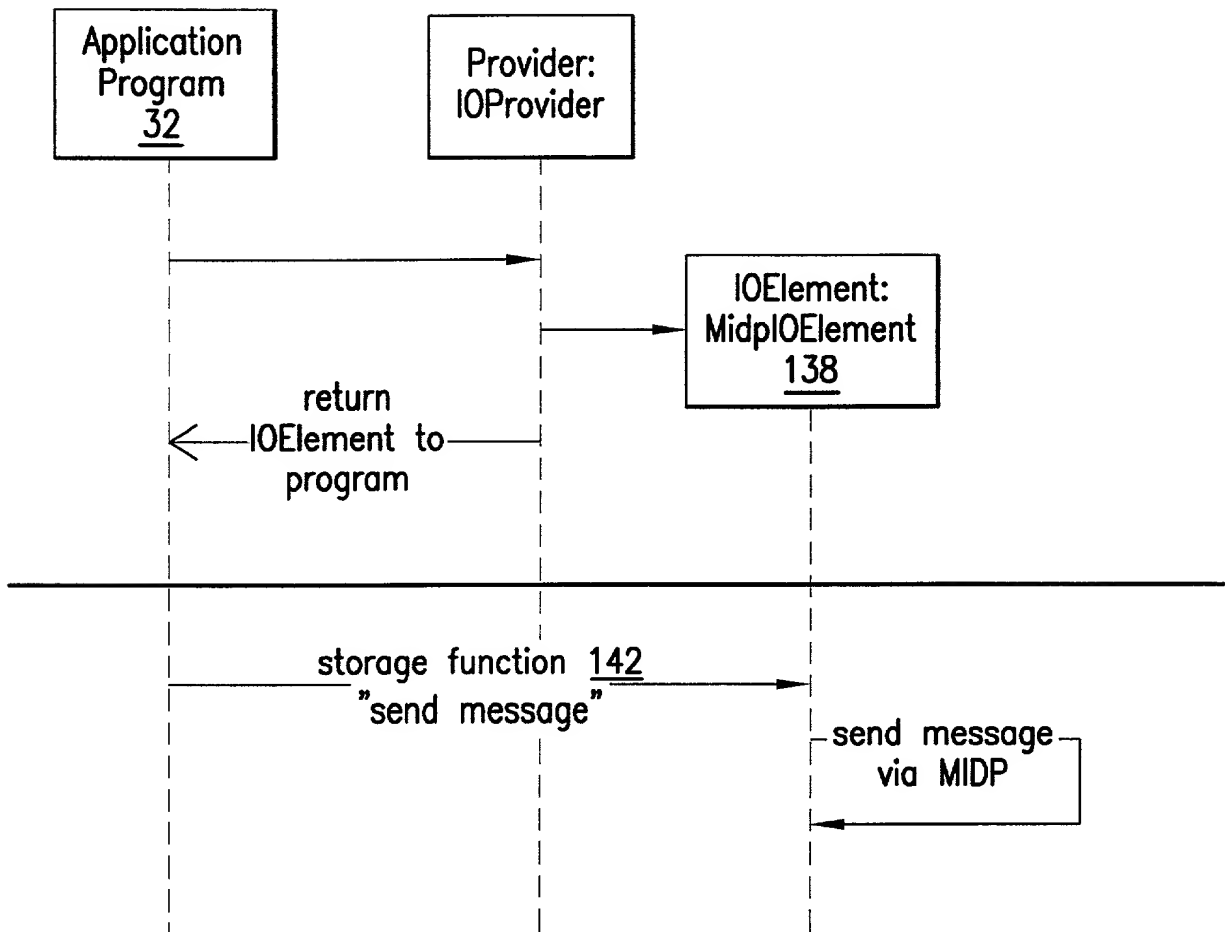 Application
Program
32
Provider:
IOProvider
IOElement:
MidpIOElement
138
return
IOElement to
program
storage function 142
"send message"
send message
via MIDP